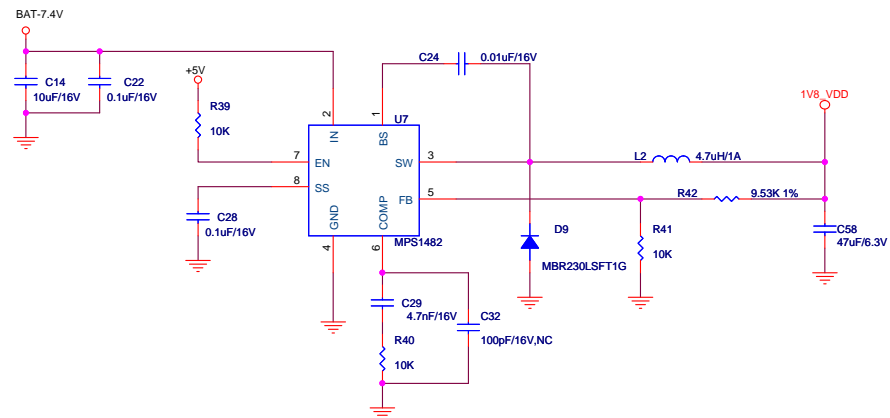 BAT-7.4V
C14
10uF/16V
C22
0.1uF/16V
+5V
R39
10K
C24
0.01uF/16V
1V8_VDD
U7
2
IN
1
BS
7
EN
SW
3
L2
4.7uH/1A
8
SS
FB
5
R42
9.53K 1%
C28
0.1uF/16V
GND
4
COMP
6
MPS1482
D9
MBR230LSFT1G
R41
10K
C58
47uF/6.3V
C29
4.7nF/16V
C32
100pF/16V,NC
R40
10K